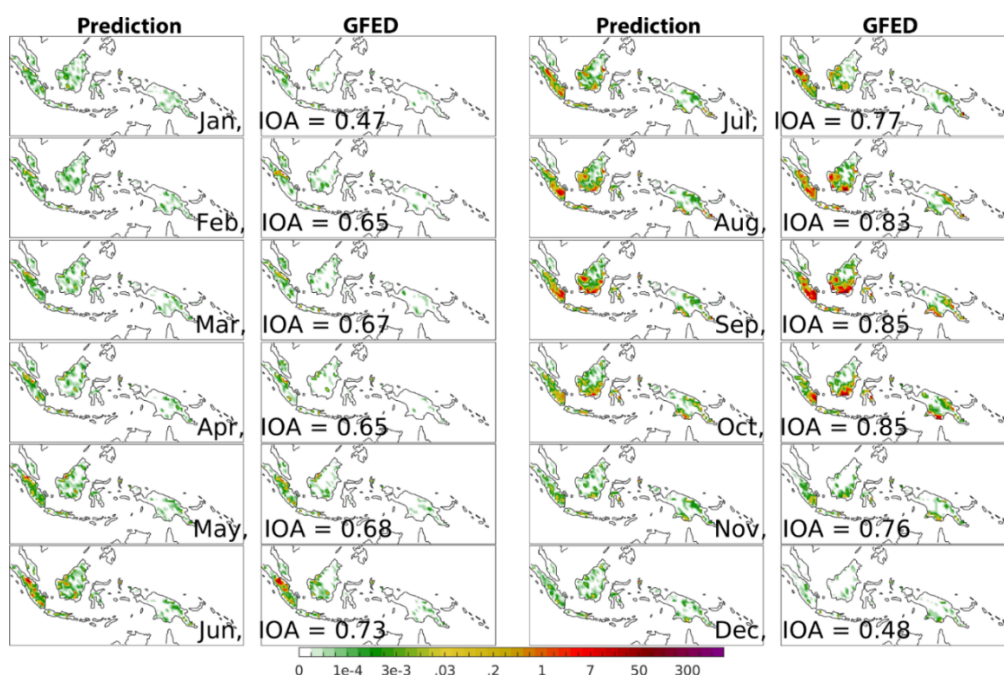 Prediction GFED Prediction GFED
Jan, IOA = 0.47 Jul, IOA = 0.77
Feb, IOA = 0.65 Aug, IOA = 0.83
Mar, IOA = 0.67 Sep, IOA = 0.85
Apr, IOA = 0.65 Oct, IOA = 0.85
May, IOA = 0.68 Nov, IOA = 0.76
Jun, IOA = 0.73 Dec, IOA = 0.48
0 1e-4 3e-3 .03 .2 1 7 50 300